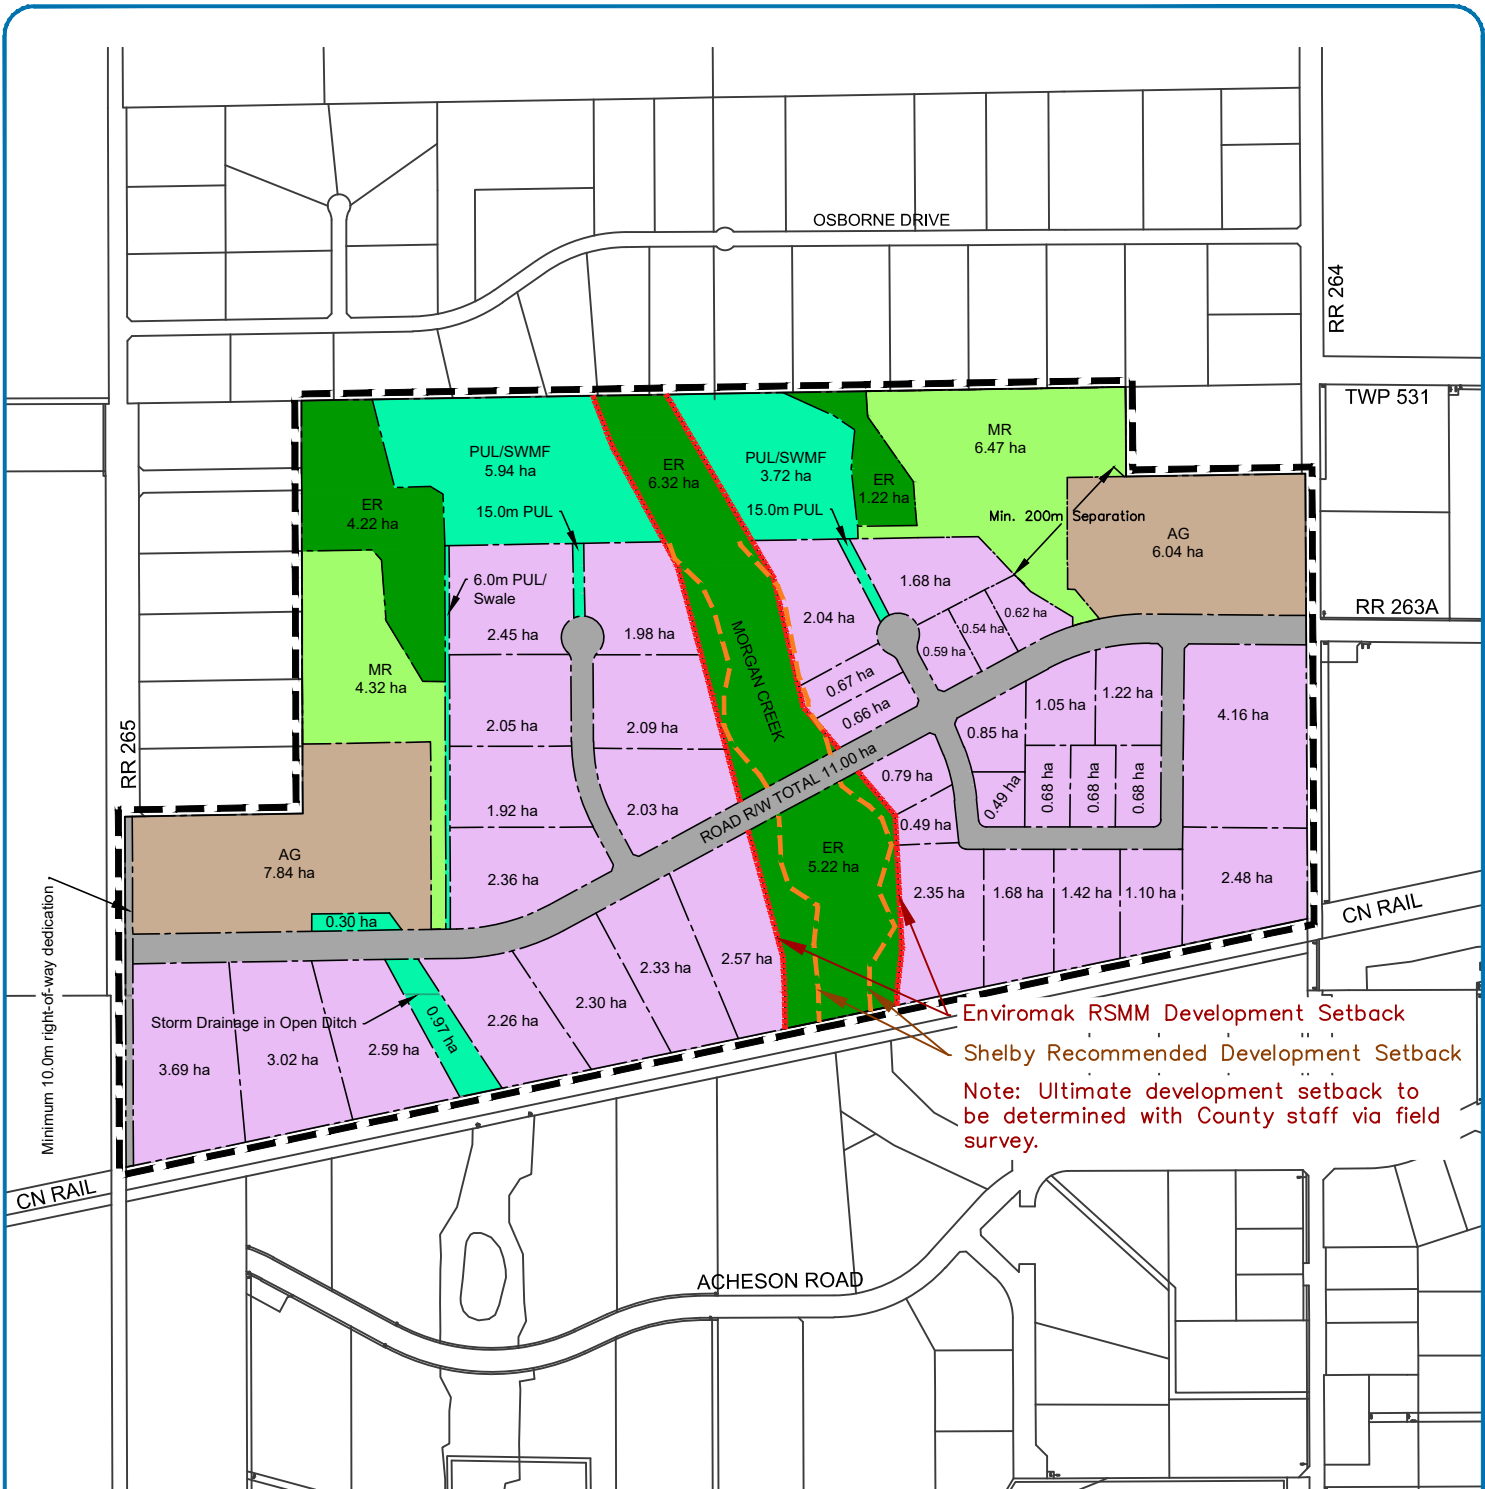 OSBORNE DRIVE
RR 264
TWP 531
RR 263A
RR 265
MR
6.47 ha
PUL/SWMF
5.94 ha
ER
6.32 ha
PUL/SWMF
3.72 ha
ER
1.22 ha
ER
4.22 ha
15.0m PUL
15.0m PUL
Min. 200m Separation
AG
6.04 ha
6.0m PUL/
Swale
1.68 ha
2.45 ha
1.98 ha
2.04 ha
0.59 ha
0.54 ha
0.62 ha
MORGAN CREEK
MR
4.32 ha
0.67 ha
0.66 ha
1.05 ha
1.22 ha
4.16 ha
2.05 ha
2.09 ha
0.85 ha
0.79 ha
0.49 ha
0.68 ha
0.68 ha
0.68 ha
ROAD R/W TOTAL 11.00 ha
1.92 ha
2.03 ha
0.49 ha
AG
7.84 ha
ER
5.22 ha
2.36 ha
2.35 ha
1.68 ha
1.42 ha
1.10 ha
2.48 ha
0.30 ha
Minimum 10.0m right-of-way dedication
2.57 ha
2.33 ha
2.30 ha
2.26 ha
0.97 ha
Storm Drainage in Open Ditch
2.59 ha
3.02 ha
3.69 ha
CN RAIL
Enviromak RSMM Development Setback
Shelby Recommended Development Setback
Note: Ultimate development setback to
be determined with County staff via field
survey.
CN RAIL
ACHESON ROAD